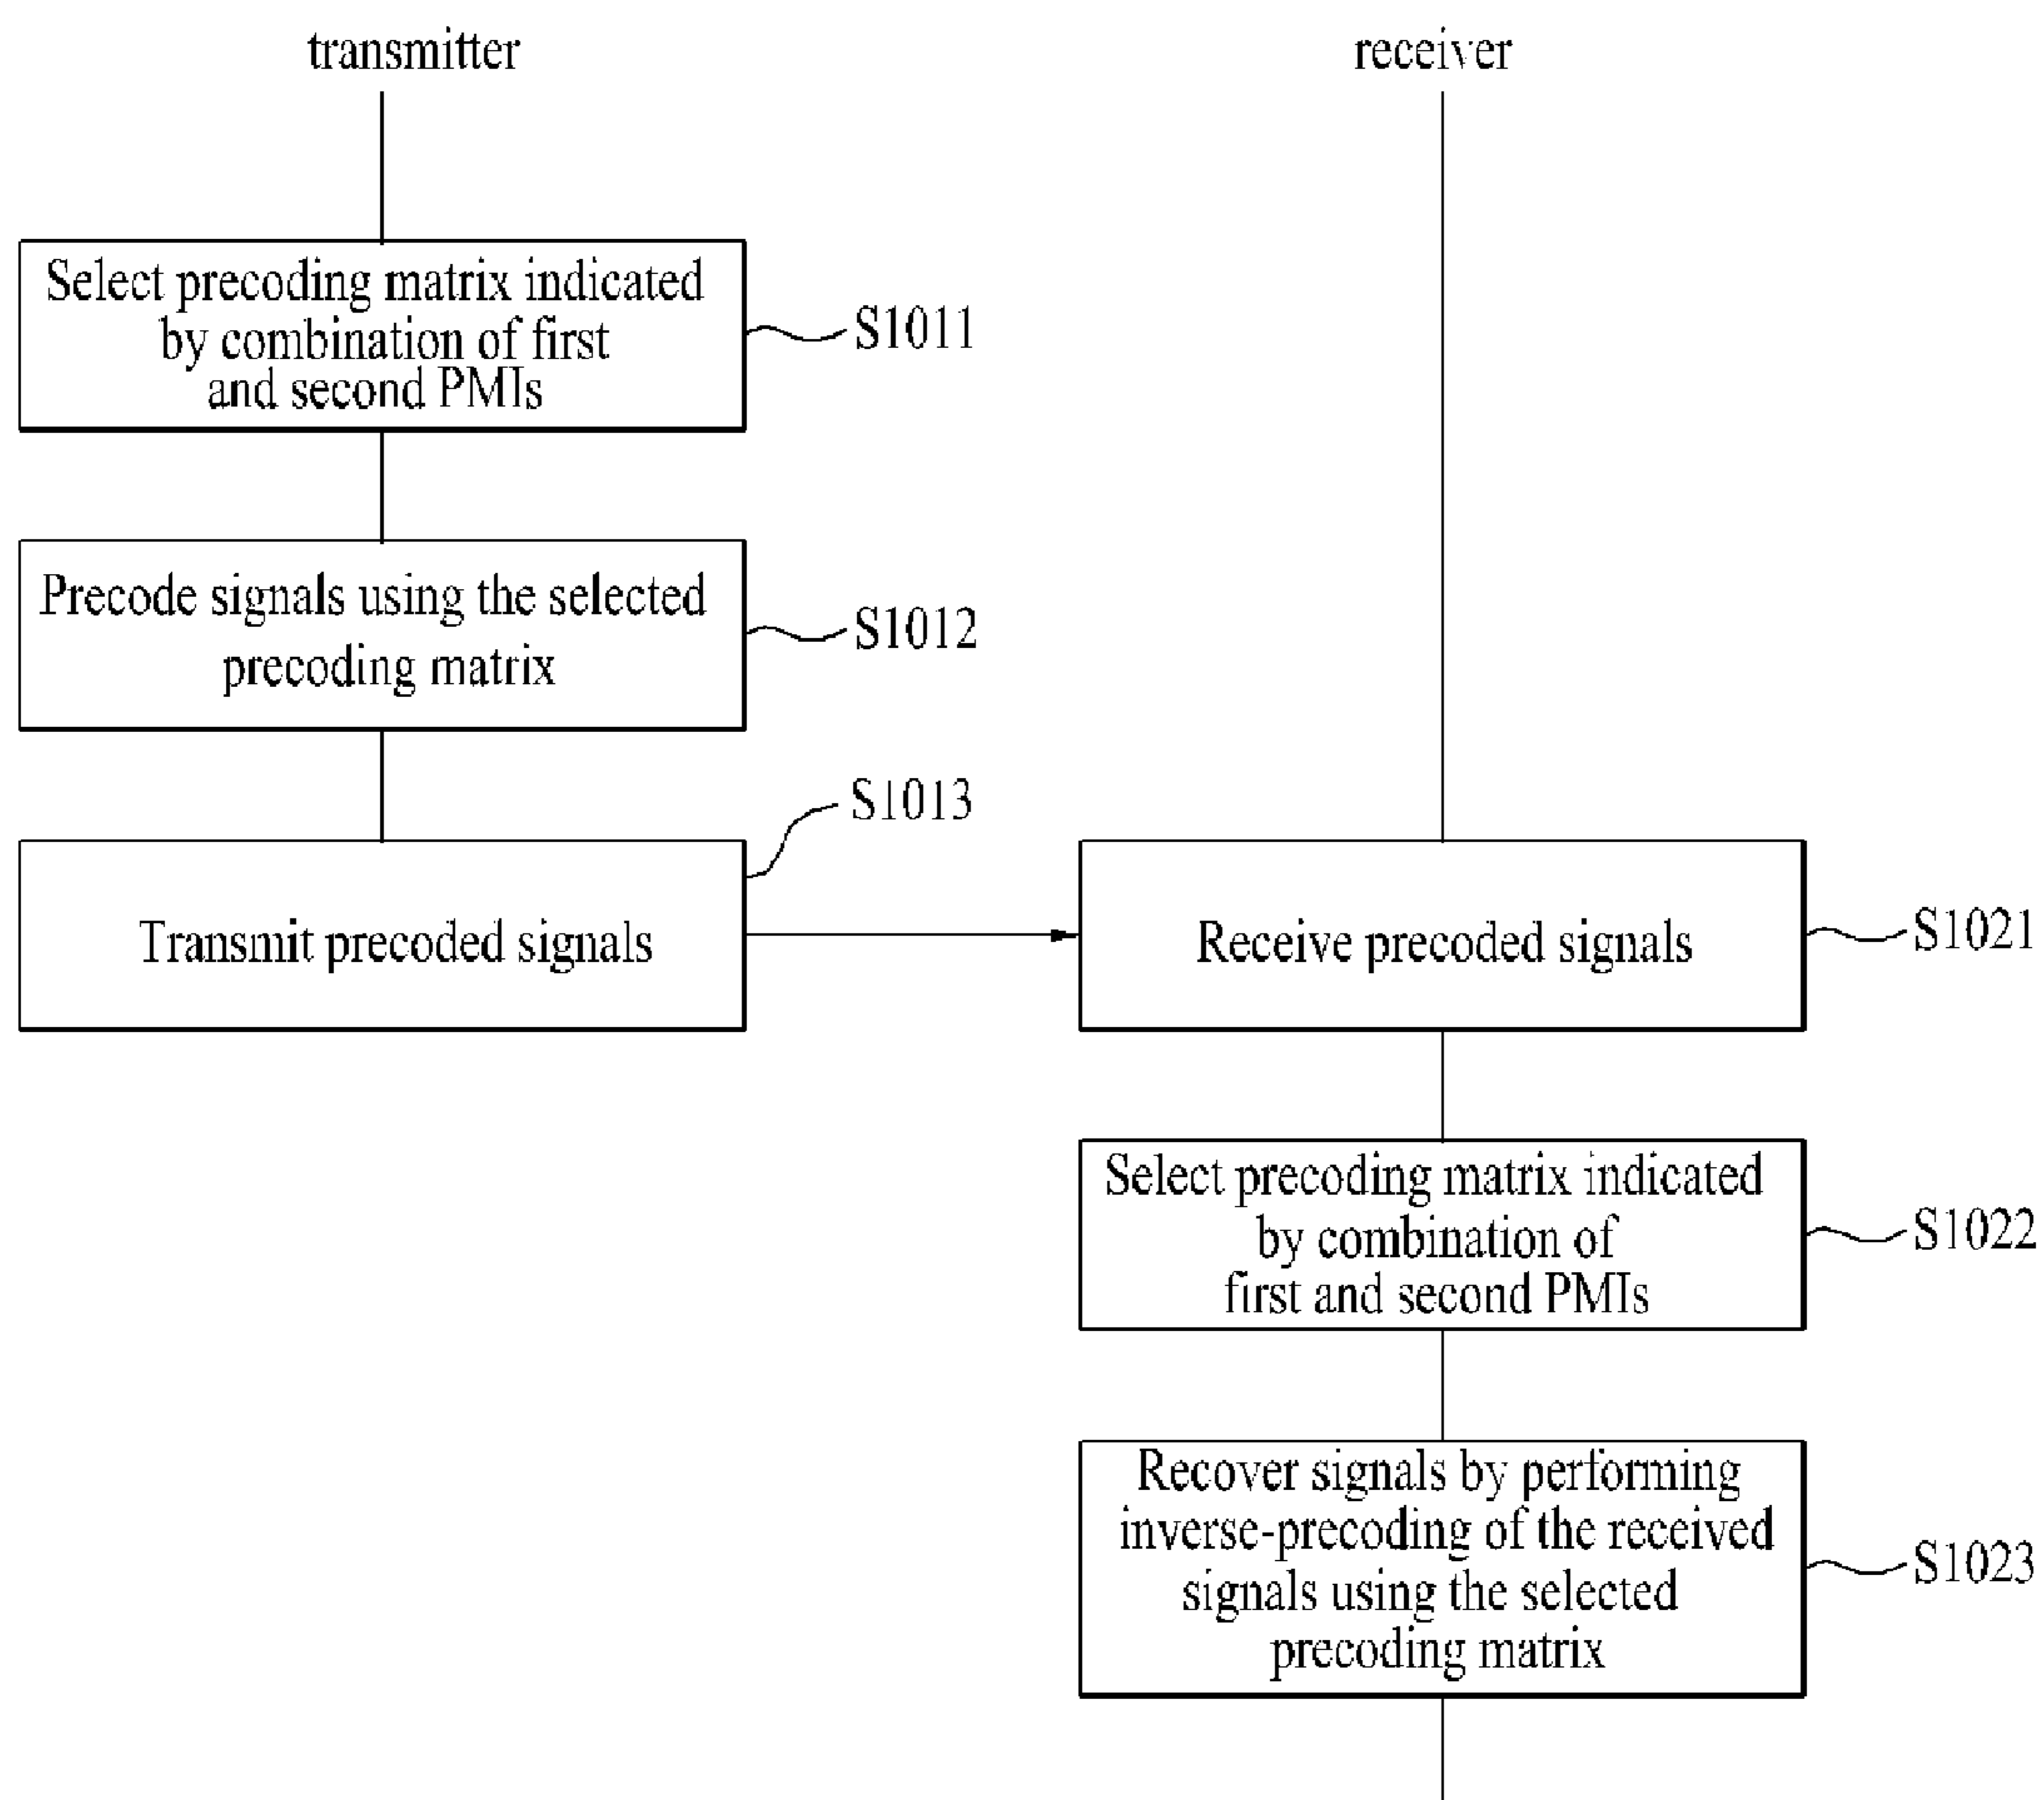 transmitter
receiver
Select precoding matrix indicated
by combination of first
and second PMIs
S1011
Precode signals using the selected
precoding matrix
S1012
S1013
Transmit precoded signals
Receive precoded signals
S1021
Select precoding matrix indicated
by combination of
first and second PMIs
S1022
Recover signals by performing
inverse-precoding of the received
signals using the selected
precoding matrix
S1023